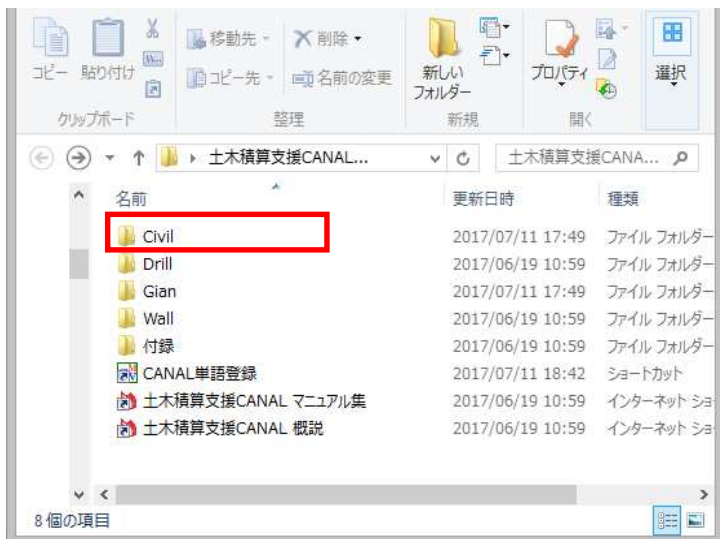 コピー 貼り付け 移動先 削除 新しいフォルダー プロパティ 選択
コピー先 名前の変更
クリップボード 整理 新規 開く
土木積算支援CANAL... 土木積算支援CANA...
名前 更新日時 種類
Civil 2017/07/11 17:49 ファイル フォルダー
Drill 2017/06/19 10:59 ファイル フォルダー
Gian 2017/07/11 17:49 ファイル フォルダー
Wall 2017/06/19 10:59 ファイル フォルダー
付録 2017/06/19 10:59 ファイル フォルダー
CANAL単語登録 2017/07/11 18:42 ショートカット
土木積算支援CANAL マニュアル集 2017/06/19 10:59 インターネット ショ
土木積算支援CANAL 概説 2017/06/19 10:59 インターネット ショ
8 個の項目